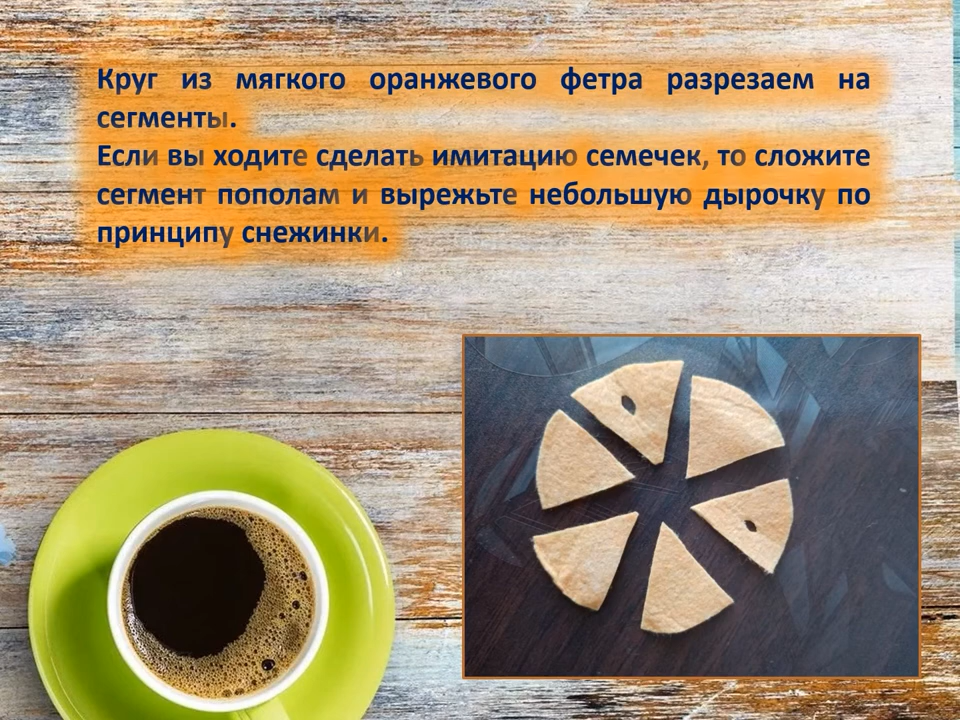 Круг из мягкого оранжевого фетра разрезаем на
сегменты.
Если вы ходите сделать имитацию семечек, то сложите
сегмент пополам и вырежьте небольшую дырочку по
принципу снежинки.